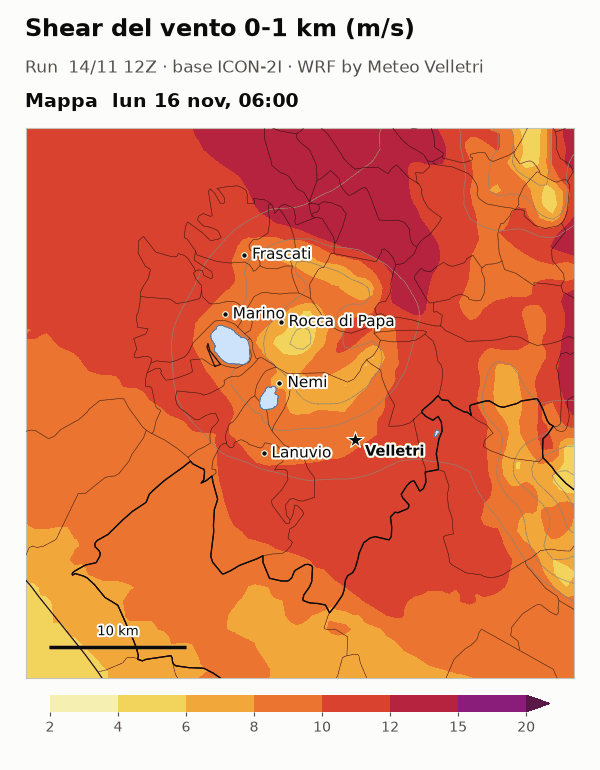 Shear del vento 0-1 km (m/s)
Run  14/11 12Z · base ICON-2I · WRF by Meteo Velletri
Mappa  lun 16 nov, 06:00
Frascati
Marino
Rocca di Papa
Nemi
Velletri
Lanuvio
10 km
2 4 6 8 10 12 15 20